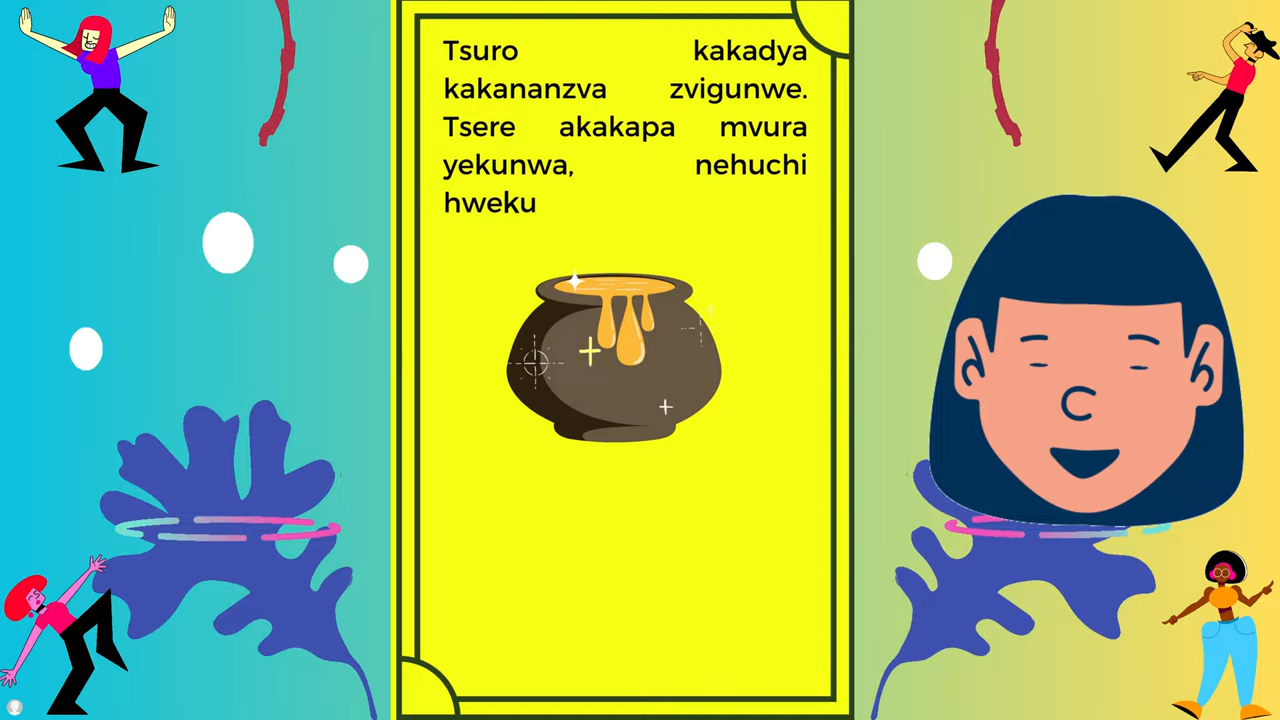 Tsuro kakadya
kakananzva zvigunwe.
Tsere akakapa mvura
yekunwa, nehuchi
hweku